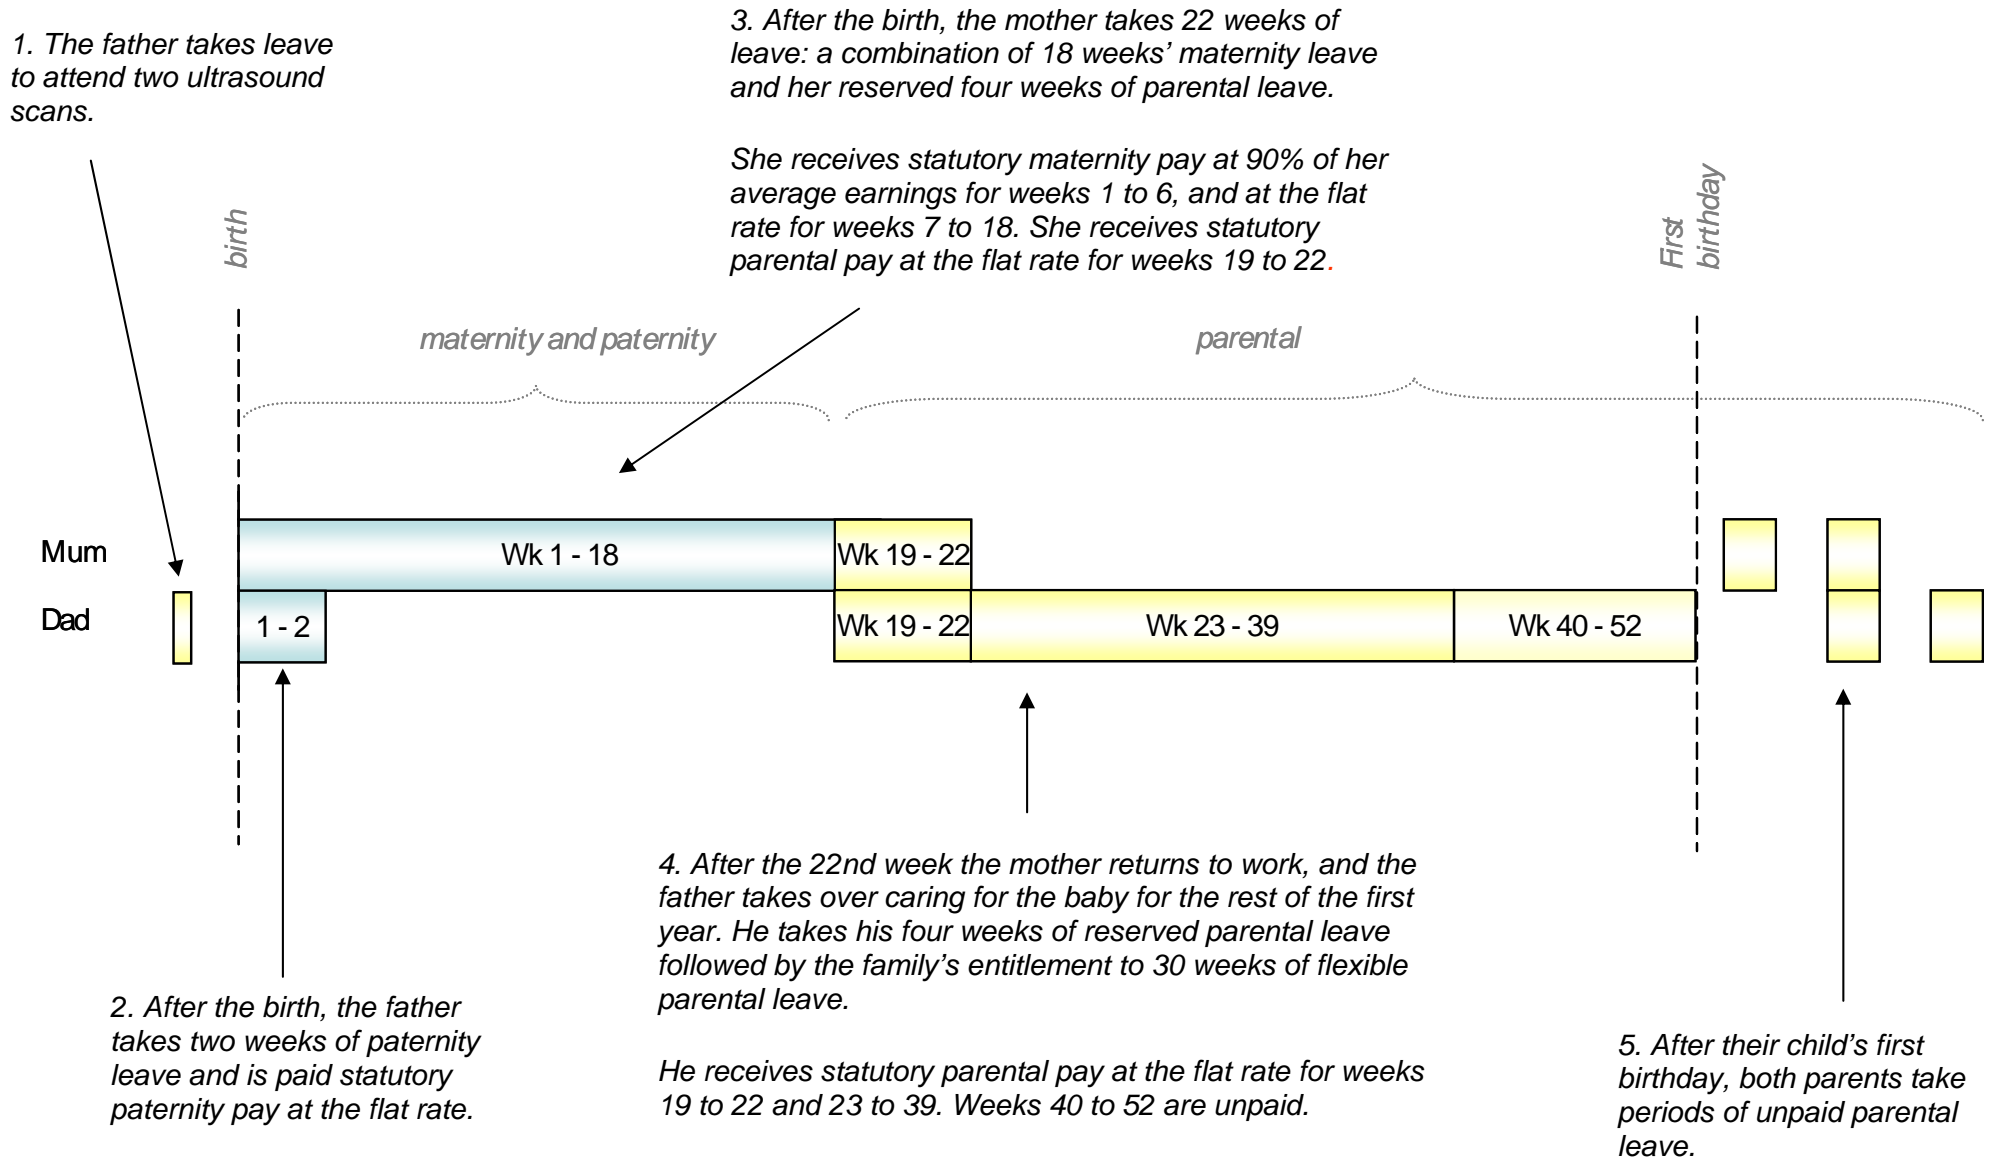 1. The father takes leave
to attend two ultrasound
scans.
3. After the birth, the mother takes 22 weeks of
leave: a combination of 18 weeks’ maternity leave
and her reserved four weeks of parental leave.
She receives statutory maternity pay at 90% of her
average earnings for weeks 1 to 6, and at the flat
rate for weeks 7 to 18. She receives statutory
parental pay at the flat rate for weeks 19 to 22.
birth
First
birthday
maternity and paternity
parental
Mum
Wk 1 - 18
Wk 19 - 22
Dad
1 - 2
Wk 19 - 22
Wk 23 - 39
Wk 40 - 52
2. After the birth, the father
takes two weeks of paternity
leave and is paid statutory
paternity pay at the flat rate.
4. After the 22nd week the mother returns to work, and the
father takes over caring for the baby for the rest of the first
year. He takes his four weeks of reserved parental leave
followed by the family’s entitlement to 30 weeks of flexible
parental leave.
He receives statutory parental pay at the flat rate for weeks
19 to 22 and 23 to 39. Weeks 40 to 52 are unpaid.
5. After their child’s first
birthday, both parents take
periods of unpaid parental
leave.